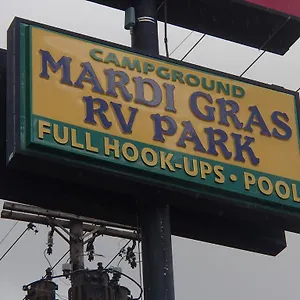 CAMPGROUND
MARDI GRAS
RV PARK
FULL HOOK-UPS • POOL